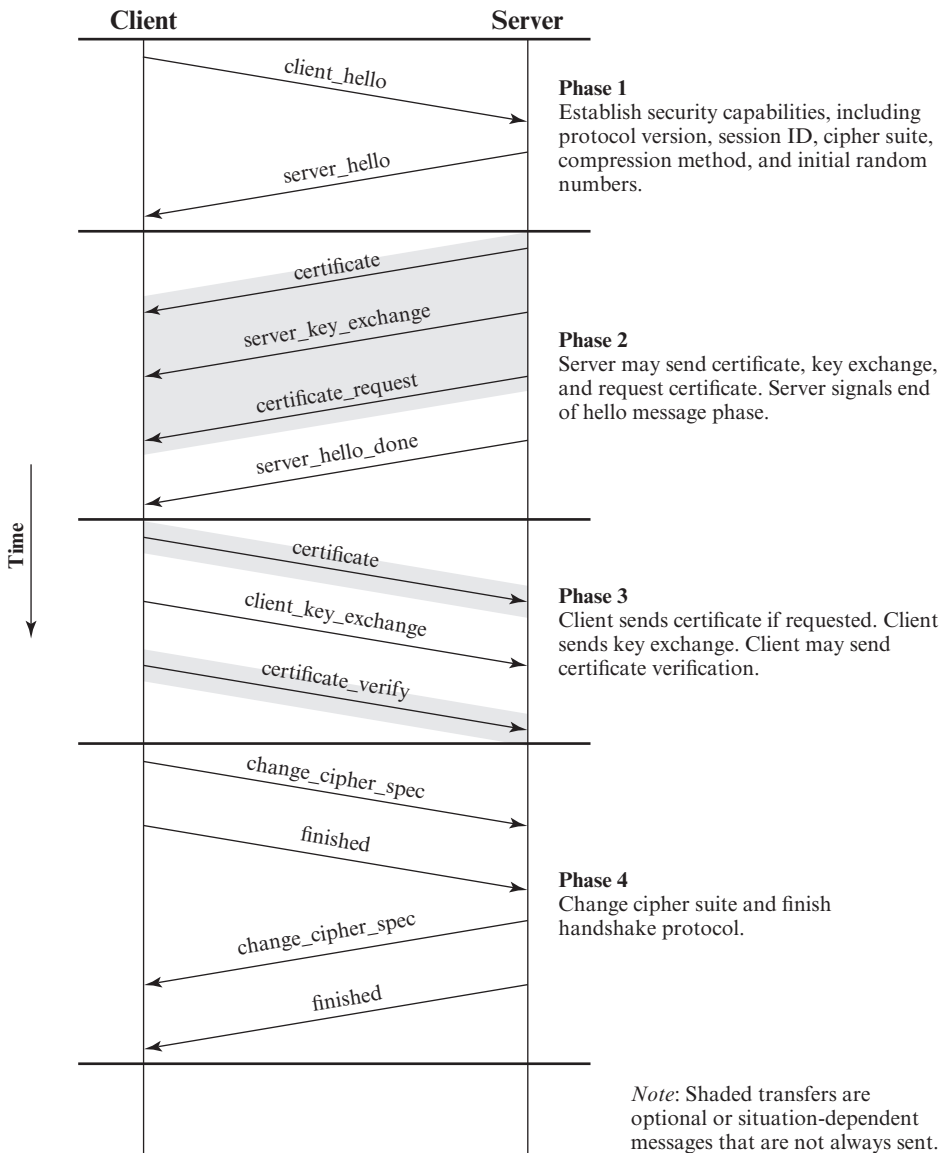 Client
Server
client_hello
server_hello
Phase 1
Establish security capabilities, including
protocol version, session ID, cipher suite,
compression method, and initial random
numbers.
certificate
server_key_exchange
certificate_request
server_hello_done
Phase 2
Server may send certificate, key exchange,
and request certificate. Server signals end
of hello message phase.
Time
certificate
client_key_exchange
certificate_verify
Phase 3
Client sends certificate if requested. Client
sends key exchange. Client may send
certificate verification.
change_cipher_spec
finished
change_cipher_spec
finished
Phase 4
Change cipher suite and finish
handshake protocol.
Note: Shaded transfers are
optional or situation-dependent
messages that are not always sent.